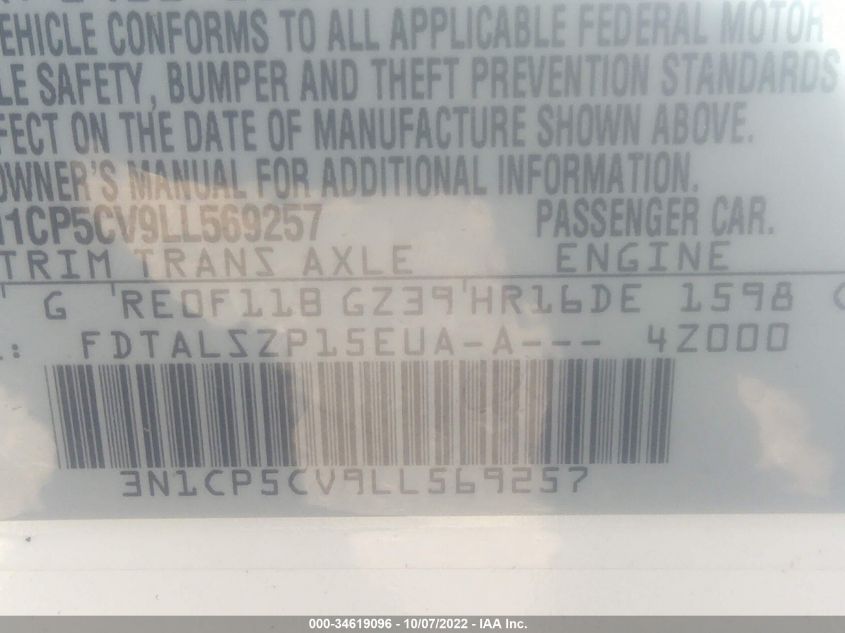 EHICLE CONFORMS TO ALL APPLICABLE FEDERAL MOTOR
LE SAFETY, BUMPER AND THEFT PREVENTION STANDARDS
FECT ON THE DATE OF MANUFACTURE SHOWN ABOVE.
OWNER'S MANUAL FOR ADDITIONAL INFORMATION.
N1CP5CV9LL569257 PASSENGER CAR.
TRIM TRANS AXLE ENGINE
G RE0F11B GZ39 HR16DE 1598
: FDTALSZP15EUA-A--- 4Z000
3N1CP5CV9LL569257
000-34619096 - 10/07/2022 - IAA Inc.